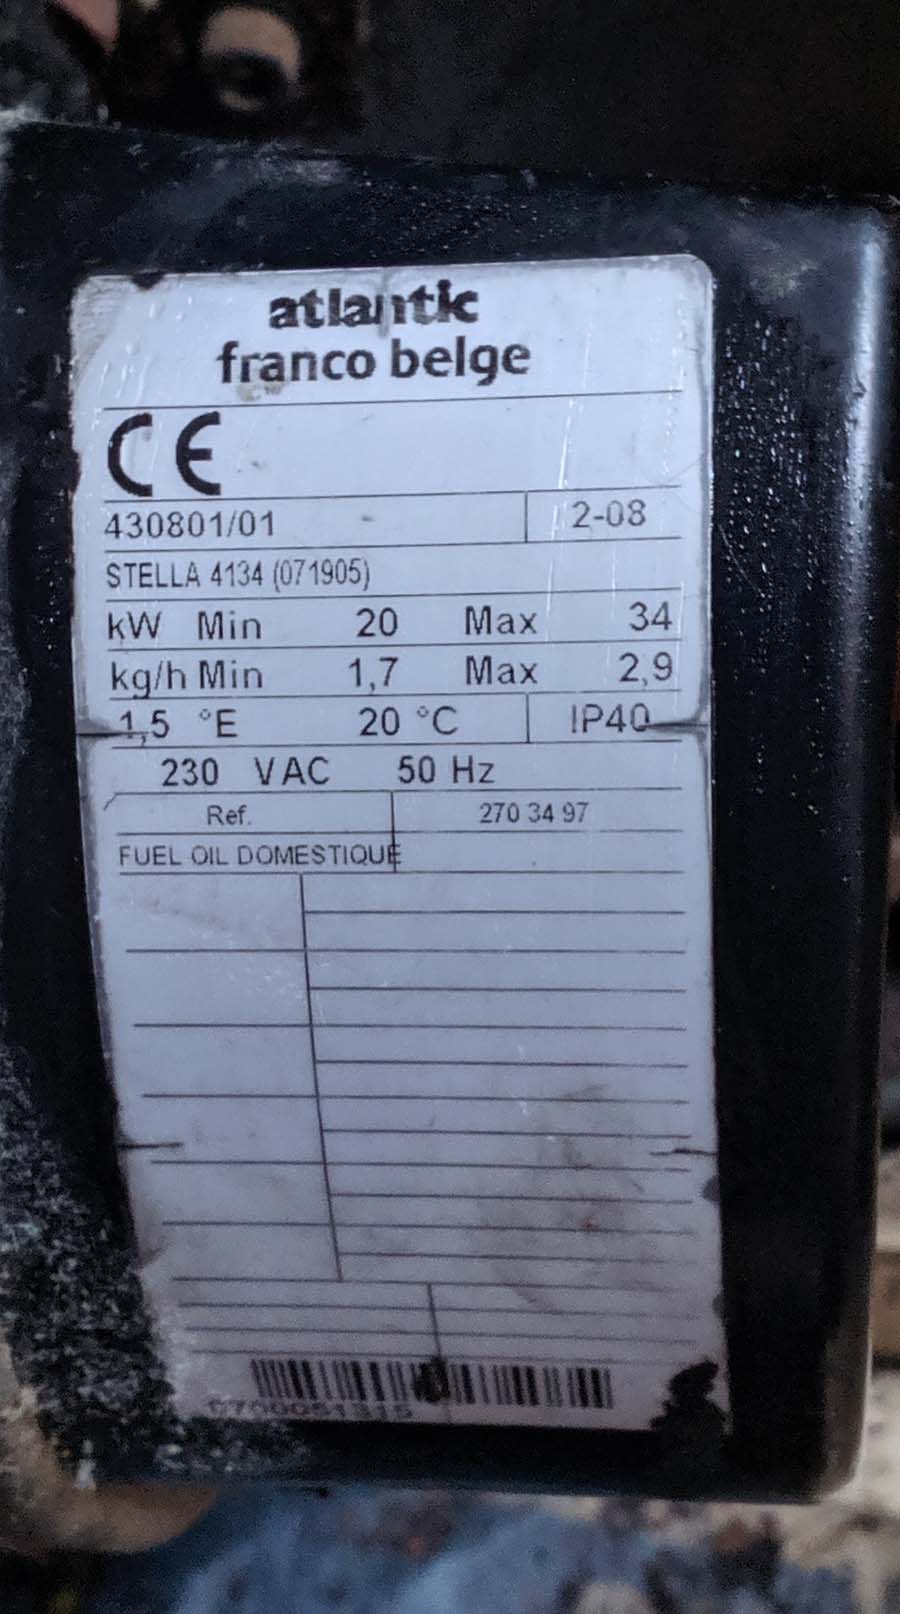 atlantic
franco belge
CE
430801/01 2-08
STELLA 4134 (071905)
kW Min 20 Max 34
kg/h Min 1,7 Max 2,9
1,5 °E 20 °C IP40
230 VAC 50 Hz
Ref. 270 34 97
FUEL OIL DOMESTIQUE